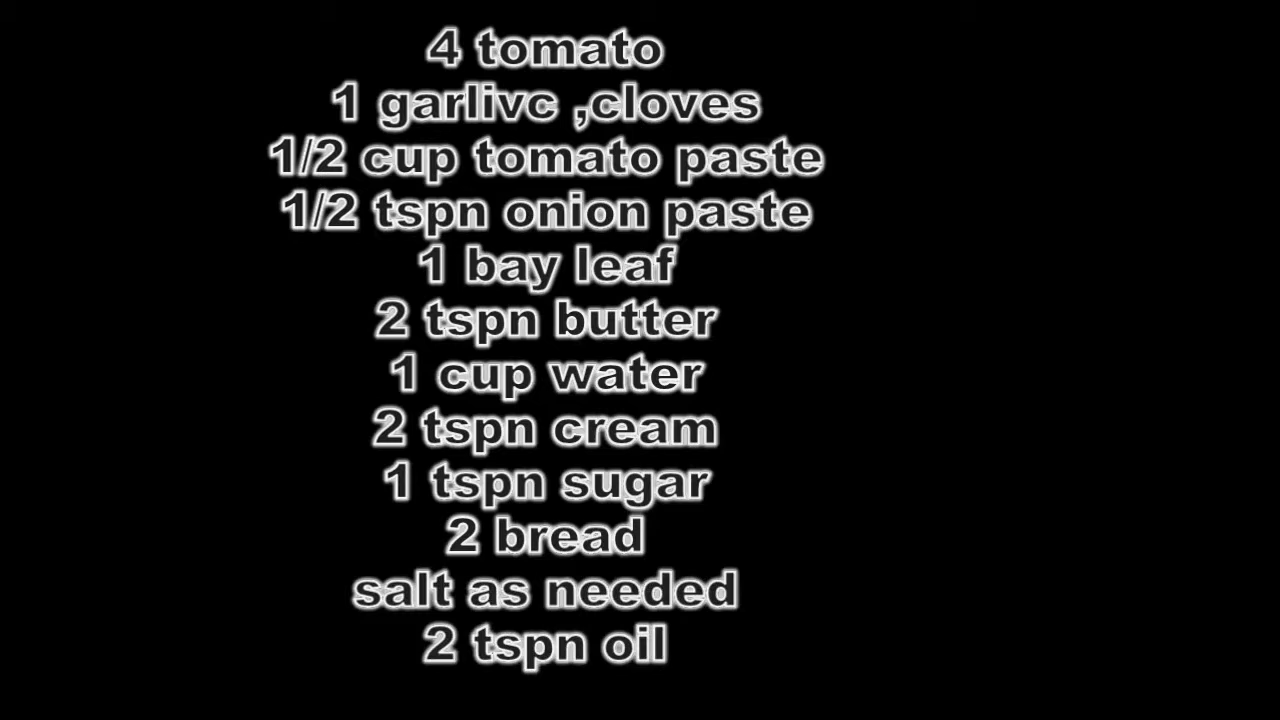 4 tomato
1 garlivc ,cloves
1/2 cup tomato paste
1/2 tspn onion paste
1 bay leaf
2 tspn butter
1 cup water
2 tspn cream
1 tspn sugar
2 bread
salt as needed
2 tspn oil